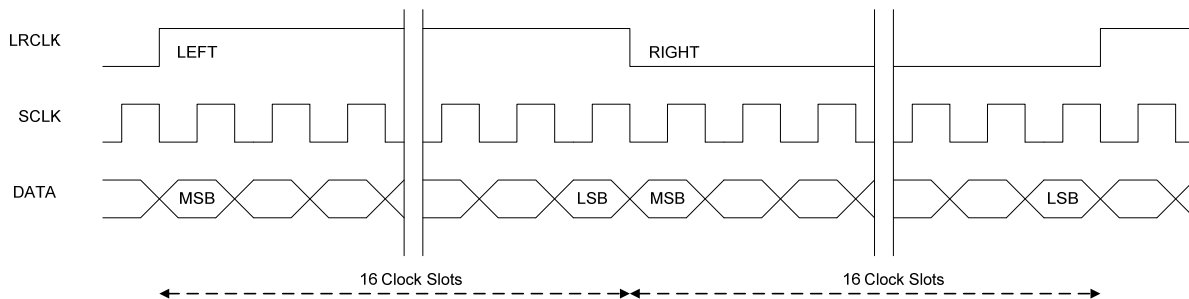 LRCLK
LEFT
RIGHT
SCLK
DATA
MSB
LSB
MSB
LSB
16 Clock Slots
16 Clock Slots